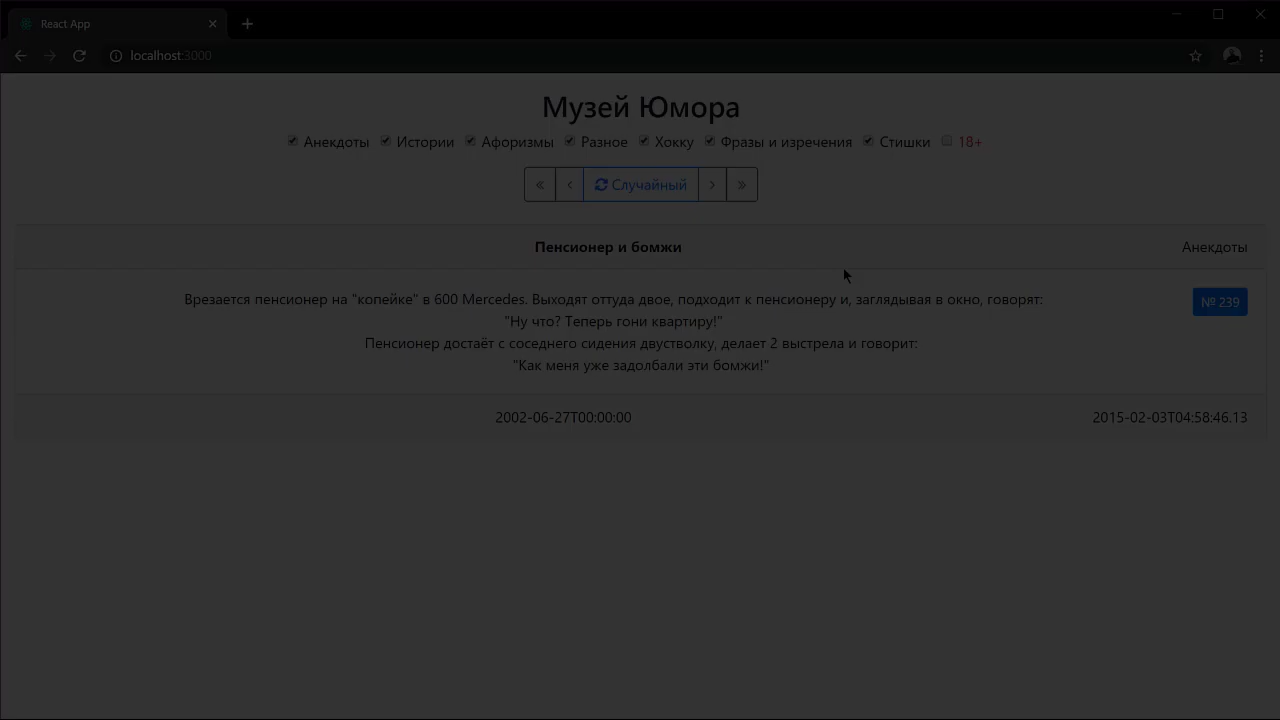 React App
localhost:3000
Музей Юмора
Анекдоты Истории Афоризмы Разное Хокку Фразы и изречения Стишки 18+
« ‹ Случайный › »
Пенсионер и бомжи Анекдоты
Врезается пенсионер на "копейке" в 600 Mercedes. Выходят оттуда двое, подходит к пенсионеру и, заглядывая в окно, говорят: № 239
"Ну что? Теперь гони квартиру!"
Пенсионер достаёт с соседнего сидения двустволку, делает 2 выстрела и говорит:
"Как меня уже задолбали эти бомжи!"
2002-06-27T00:00:00 2015-02-03T04:58:46.13